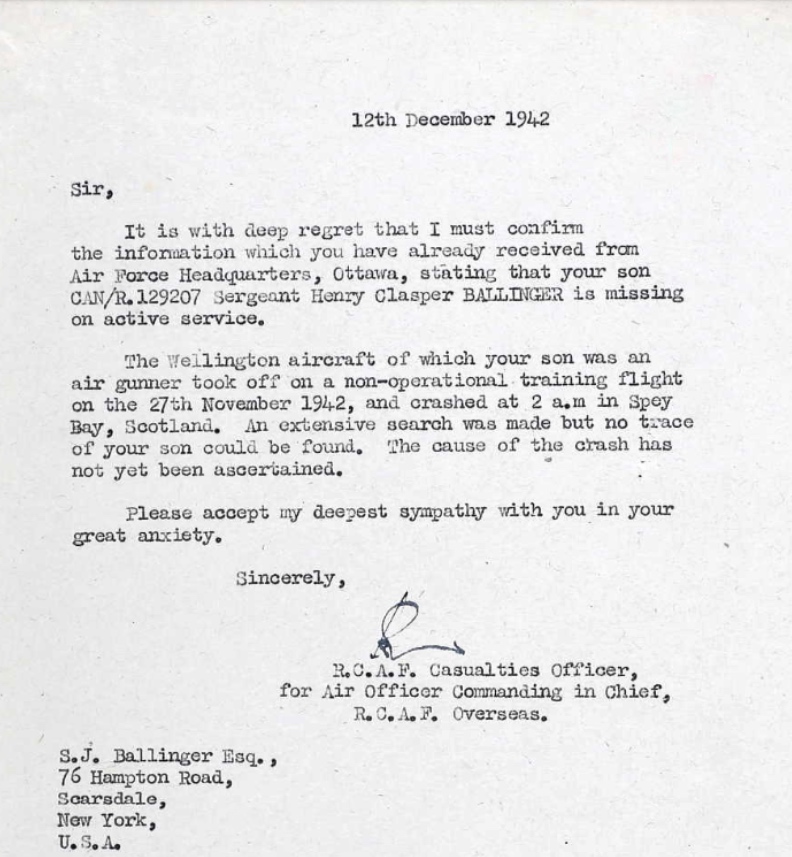 12th December 1942
Sir,
It is with deep regret that I must confirm
the information which you have already received from
Air Force Headquarters, Ottawa, stating that your son
CAN/R.129207 Sergeant Henry Clasper BALLINGER is missing
on active service.
The Wellington aircraft of which your son was an
air gunner took off on a non-operational training flight
on the 27th November 1942, and crashed at 2 a.m in Spey
Bay, Scotland. An extensive search was made but no trace
of your son could be found. The cause of the crash has
not yet been ascertained.
Please accept my deepest sympathy with you in your
great anxiety.
Sincerely,
R.C.A.F. Casualties Officer,
for Air Officer Commanding in Chief,
R.C.A.F. Overseas.
S.J. Ballinger Esq.,
76 Hampton Road,
Scarsdale,
New York,
U.S.A.